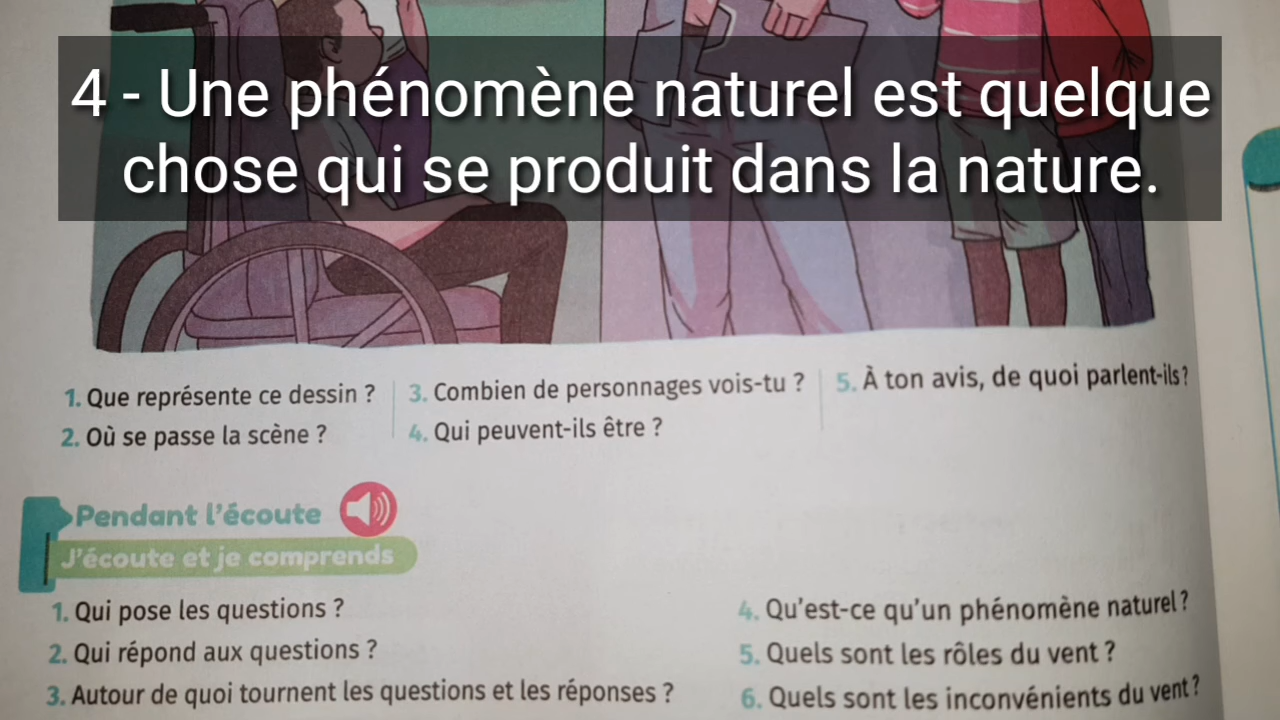 4 - Une phénomène naturel est quelque
chose qui se produit dans la nature.
1. Que représente ce dessin ?
2. Où se passe la scène ?
3. Combien de personnages vois-tu ?
4. Qui peuvent-ils être ?
5. À ton avis, de quoi parlent-ils ?
Pendant l'écoute
J'écoute et je comprends
1. Qui pose les questions ?
2. Qui répond aux questions ?
3. Autour de quoi tournent les questions et les réponses ?
4. Qu'est-ce qu'un phénomène naturel ?
5. Quels sont les rôles du vent ?
6. Quels sont les inconvénients du vent ?